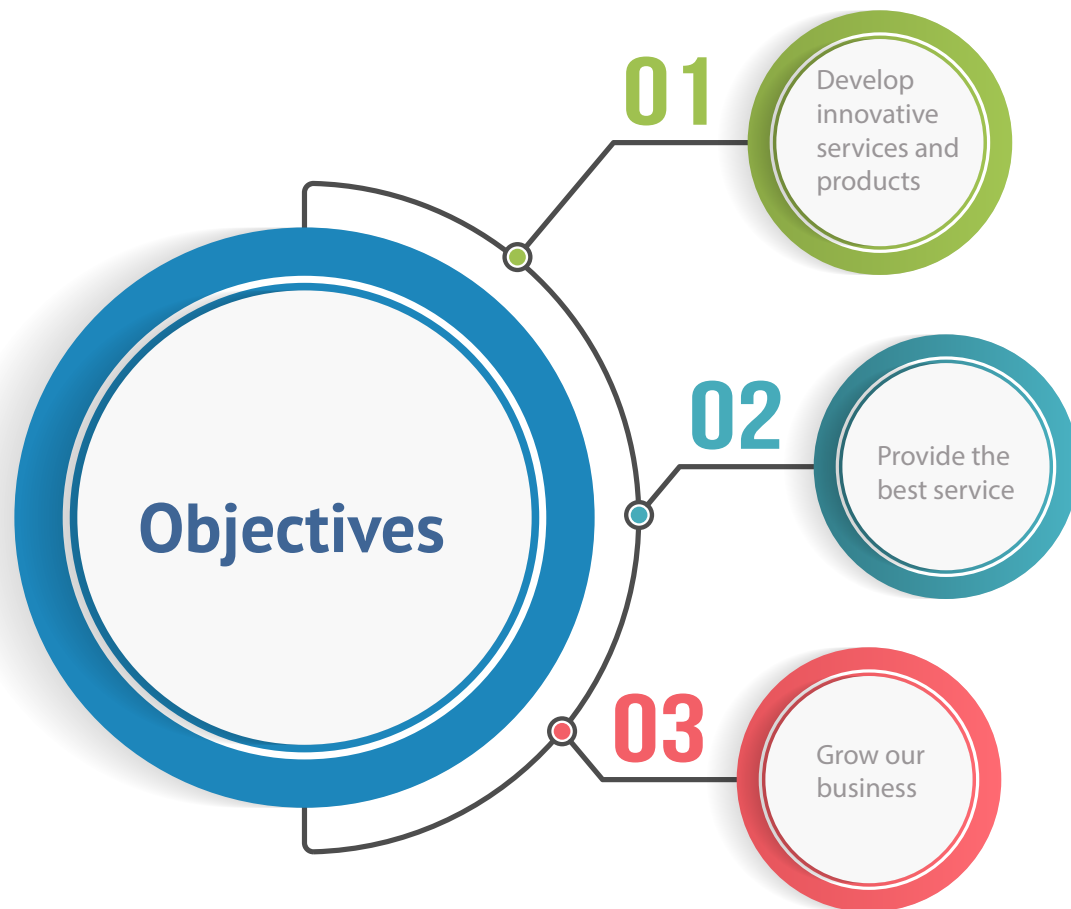 01
Develop
innovative
services and
products
Objectives
02
Provide the
best service
03
Grow our
business